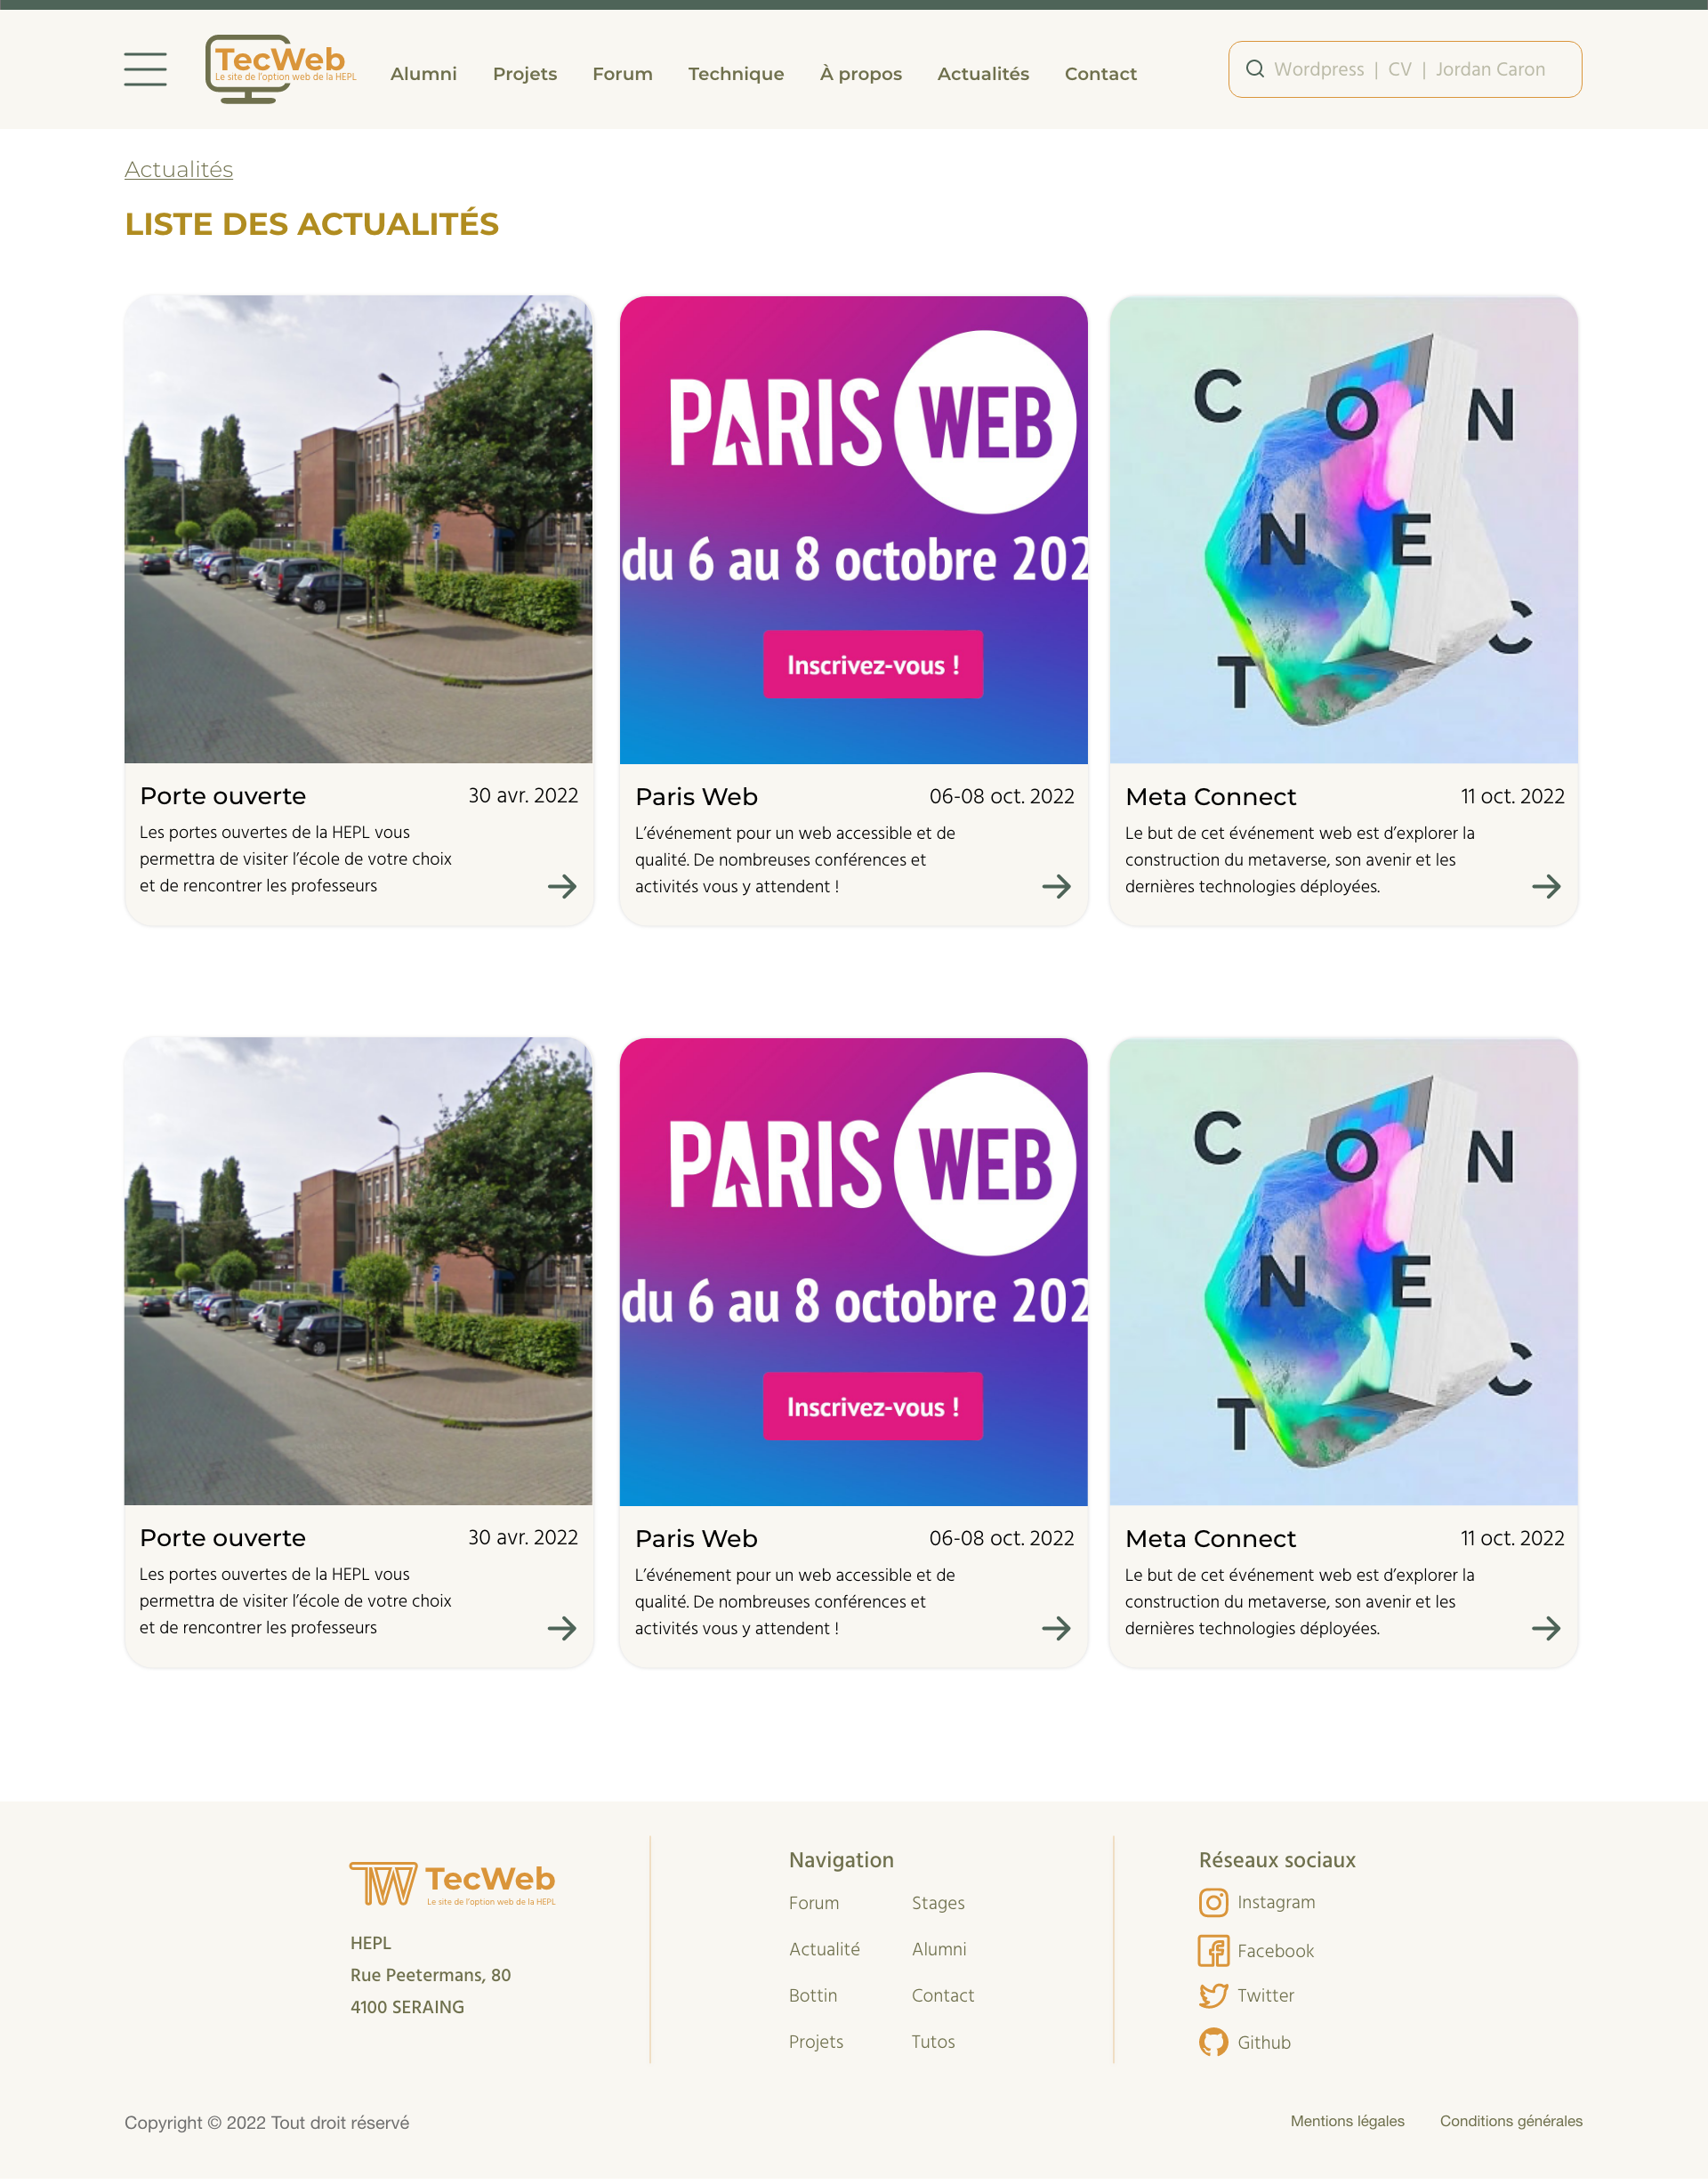 TecWeb
Le site de l'option web de la HEPL
Alumni Projets Forum Technique À propos Actualités Contact
Wordpress | CV | Jordan Caron
Actualités
LISTE DES ACTUALITÉS
PARIS WEB
du 6 au 8 octobre 202
Inscrivez-vous !
C O N
N E
C
T
Porte ouverte 30 avr. 2022
Les portes ouvertes de la HEPL vous
permettra de visiter l’école de votre choix
et de rencontrer les professeurs
Paris Web 06-08 oct. 2022
L’événement pour un web accessible et de
qualité. De nombreuses conférences et
activités vous y attendent !
Meta Connect 11 oct. 2022
Le but de cet événement web est d’explorer la
construction du metaverse, son avenir et les
dernières technologies déployées.
PARIS WEB
du 6 au 8 octobre 202
Inscrivez-vous !
C O N
N E
C
T
Porte ouverte 30 avr. 2022
Les portes ouvertes de la HEPL vous
permettra de visiter l’école de votre choix
et de rencontrer les professeurs
Paris Web 06-08 oct. 2022
L’événement pour un web accessible et de
qualité. De nombreuses conférences et
activités vous y attendent !
Meta Connect 11 oct. 2022
Le but de cet événement web est d’explorer la
construction du metaverse, son avenir et les
dernières technologies déployées.
TW TecWeb
Le site de l'option web de la HEPL
HEPL
Rue Peetermans, 80
4100 SERAING
Navigation
Forum Stages
Actualité Alumni
Bottin Contact
Projets Tutos
Réseaux sociaux
Instagram
Facebook
Twitter
Github
Copyright © 2022 Tout droit réservé
Mentions légales Conditions générales